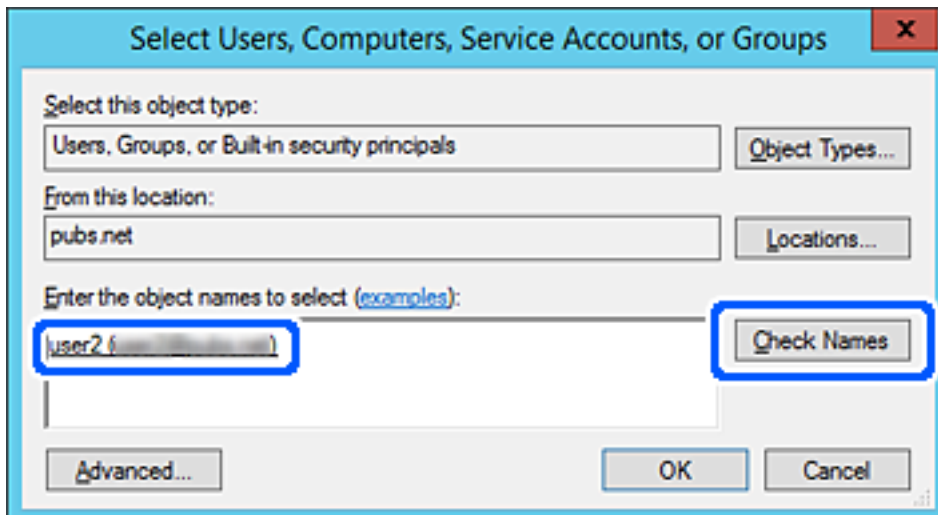 Select Users, Computers, Service Accounts, or Groups
x
Select this object type:
Users, Groups, or Built-in security principals
Object Types...
From this location:
pubs.net
Locations...
Enter the object names to select (examples):
user2 (
Check Names
Advanced...
OK
Cancel